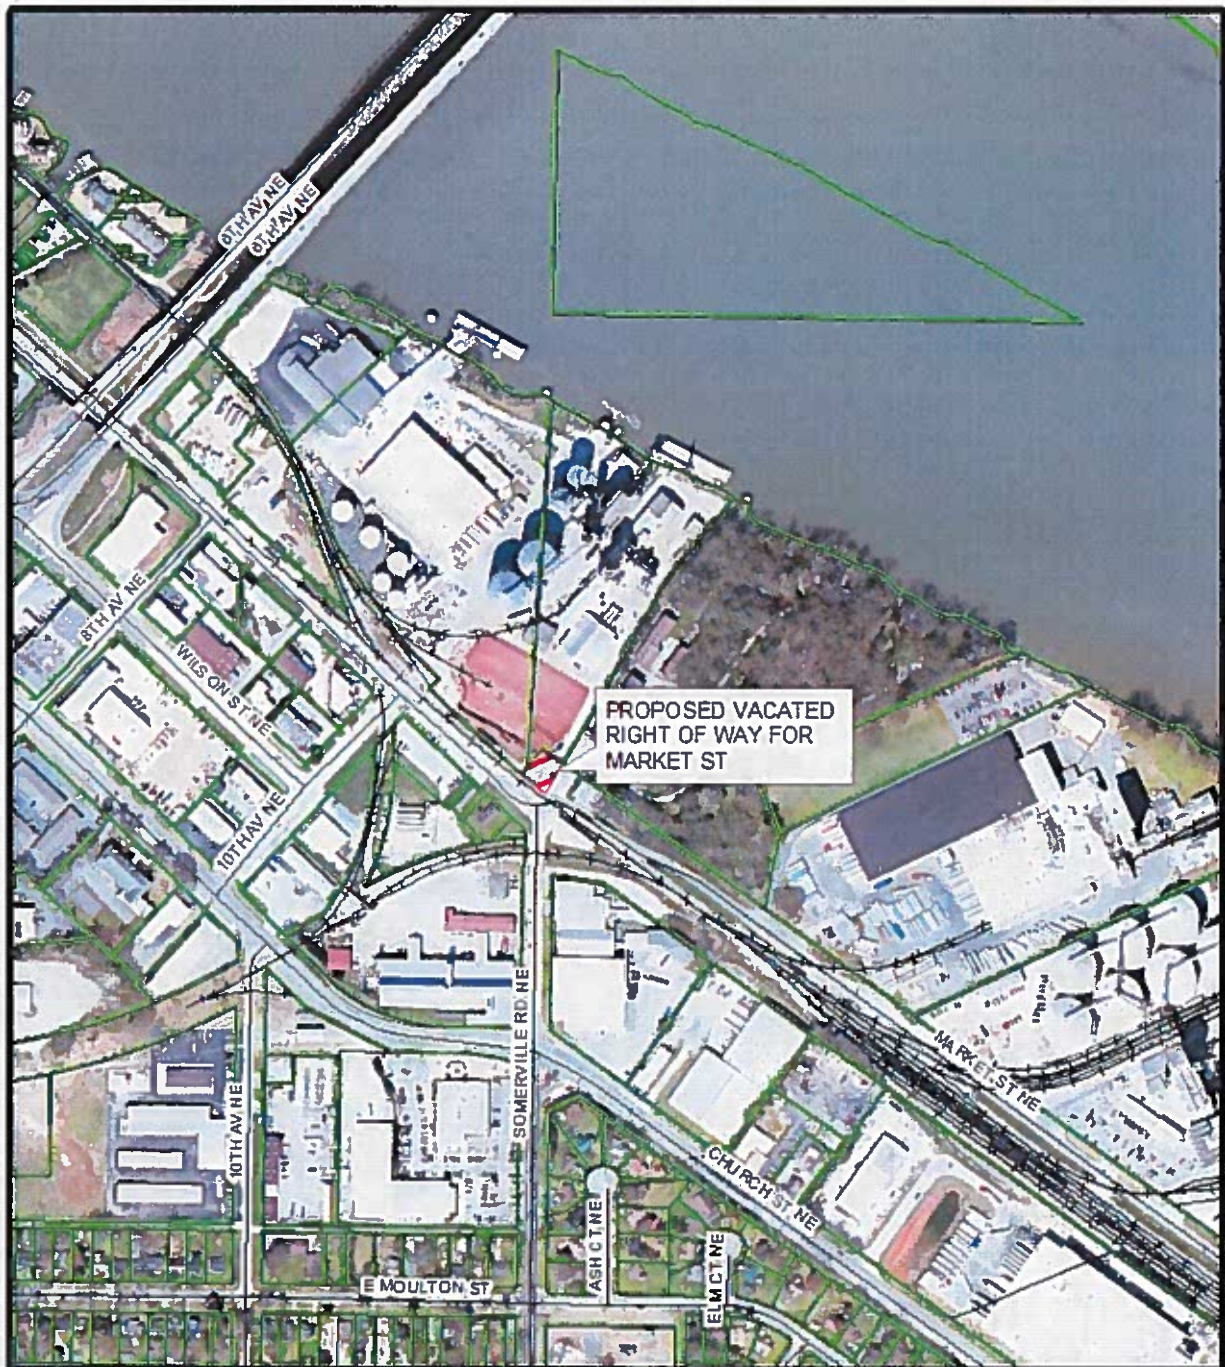 6TH AV NE
6TH AV NE
8TH AV NE
WILSON ST NE
PROPOSED VACATED
RIGHT OF WAY FOR
MARKET ST
10TH AV NE
SOMERVILLE RD NE
MARKET ST NE
10TH AV NE
CHURCH ST NE
ASH CT NE
ELM CT NE
E MOULTON ST